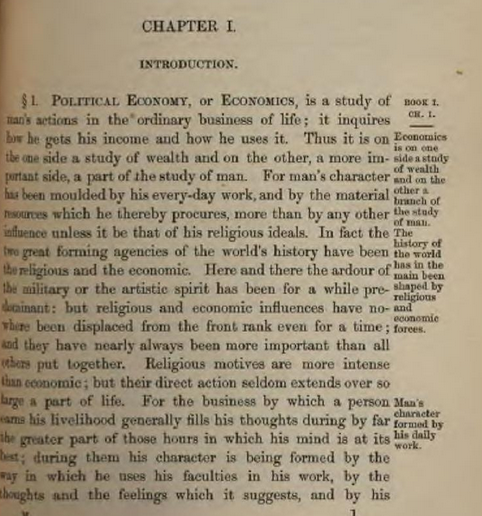 CHAPTER I.
INTRODUCTION.
§ 1. POLITICAL ECONOMY, or ECONOMICS, is a study of
man's actions in the ordinary business of life; it inquires
how he gets his income and how he uses it. Thus it is on
the one side a study of wealth and on the other, a more im-
portant side, a part of the study of man. For man's character
has been moulded by his every-day work, and by the material
resources which he thereby procures, more than by any other
influence unless it be that of his religious ideals. In fact the
two great forming agencies of the world's history have been
the religious and the economic. Here and there the ardour of
the military or the artistic spirit has been for a while pre-
dominant: but religious and economic influences have no-
where been displaced from the front rank even for a time;
and they have nearly always been more important than all
others put together. Religious motives are more intense
than economic; but their direct action seldom extends over so
large a part of life. For the business by which a person
earns his livelihood generally fills his thoughts during by far
the greater part of those hours in which his mind is at its
best; during them his character is being formed by the
way in which he uses his faculties in his work, by the
thoughts and the feelings which it suggests, and by his
M
1
BOOK I.
CH. I.
Economics
is on one
side a study
of wealth
and on the
other a
branch of
the study
of man.
The
history of
the world
has in the
main been
shaped by
religious
and
economic
forces.
Man's
character
formed by
his daily
work.